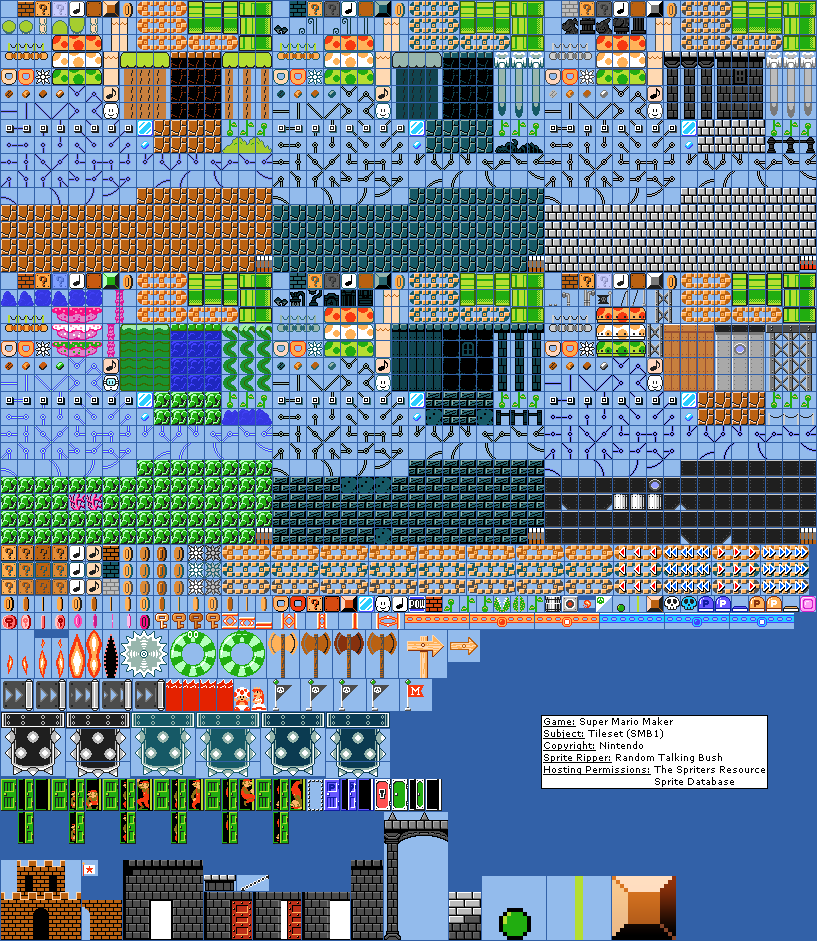 POW
P P
P P
M
Game: Super Mario Maker
Subject: Tileset (SMB1)
Copyright: Nintendo
Sprite Ripper: Random Talking Bush
Hosting Permissions: The Spriters Resource
Sprite Database